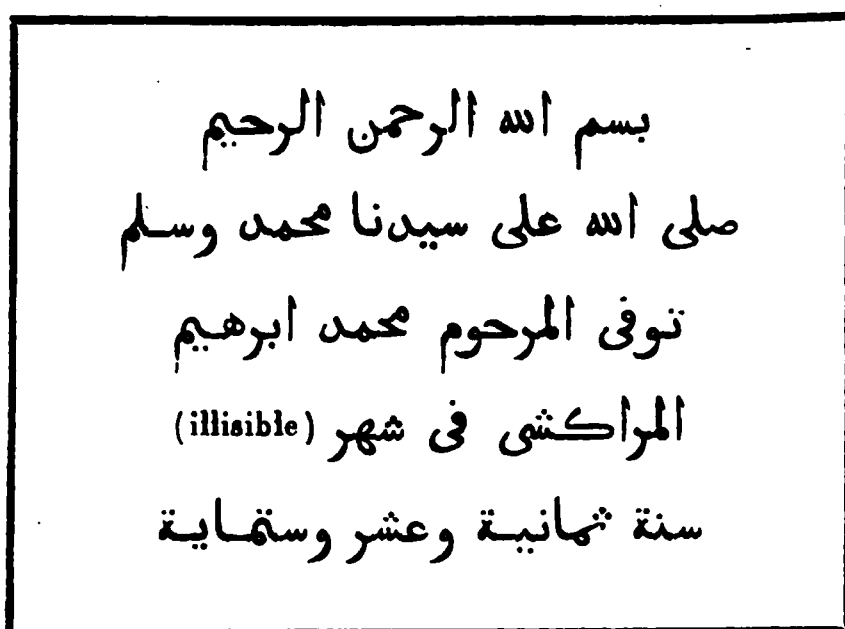 بسم الله الرحمن الرحيم
صلى الله على سيدنا محمد وسلم
توفى المرحوم محمد ابرهيم
المراكشى فى شهر (illisible)
سنة ثمانية وعشر وستماية